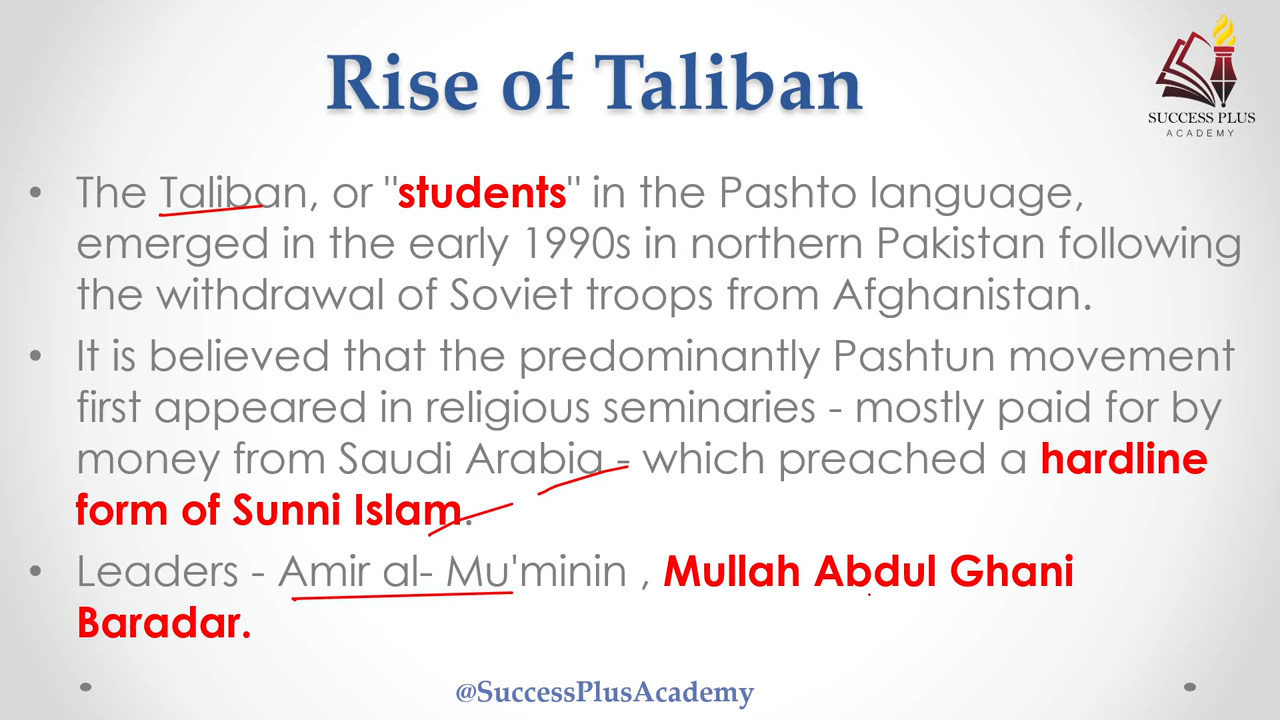 Rise of Taliban
SUCCESS PLUS
ACADEMY
• The Taliban, or "students" in the Pashto language,
emerged in the early 1990s in northern Pakistan following
the withdrawal of Soviet troops from Afghanistan.
• It is believed that the predominantly Pashtun movement
first appeared in religious seminaries - mostly paid for by
money from Saudi Arabia - which preached a hardline
form of Sunni Islam.
• Leaders - Amir al- Mu'minin , Mullah Abdul Ghani
Baradar.
@SuccessPlusAcademy